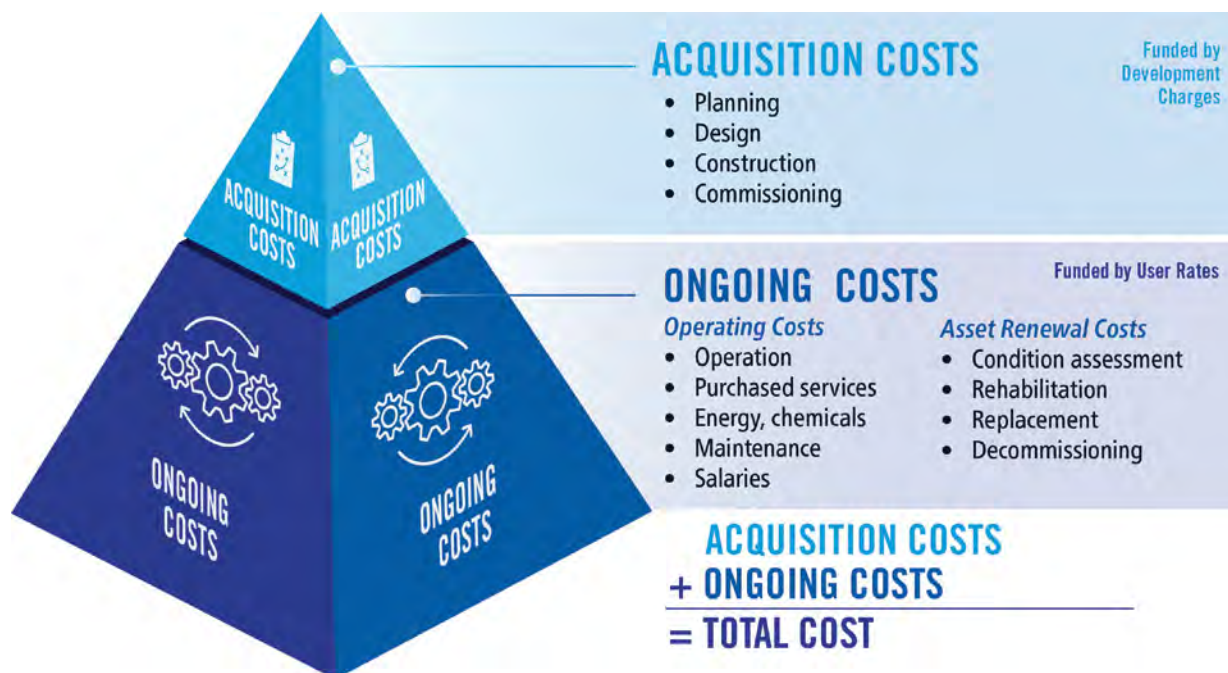 ACQUISITION COSTS
Funded by
Development
Charges
• Planning
• Design
• Construction
• Commissioning
ACQUISITION
COSTS
ACQUISITION
COSTS
ONGOING COSTS
Funded by User Rates
Operating Costs
• Operation
• Purchased services
• Energy, chemicals
• Maintenance
• Salaries
Asset Renewal Costs
• Condition assessment
• Rehabilitation
• Replacement
• Decommissioning
ONGOING
COSTS
ONGOING
COSTS
ACQUISITION COSTS
+ ONGOING COSTS
= TOTAL COST